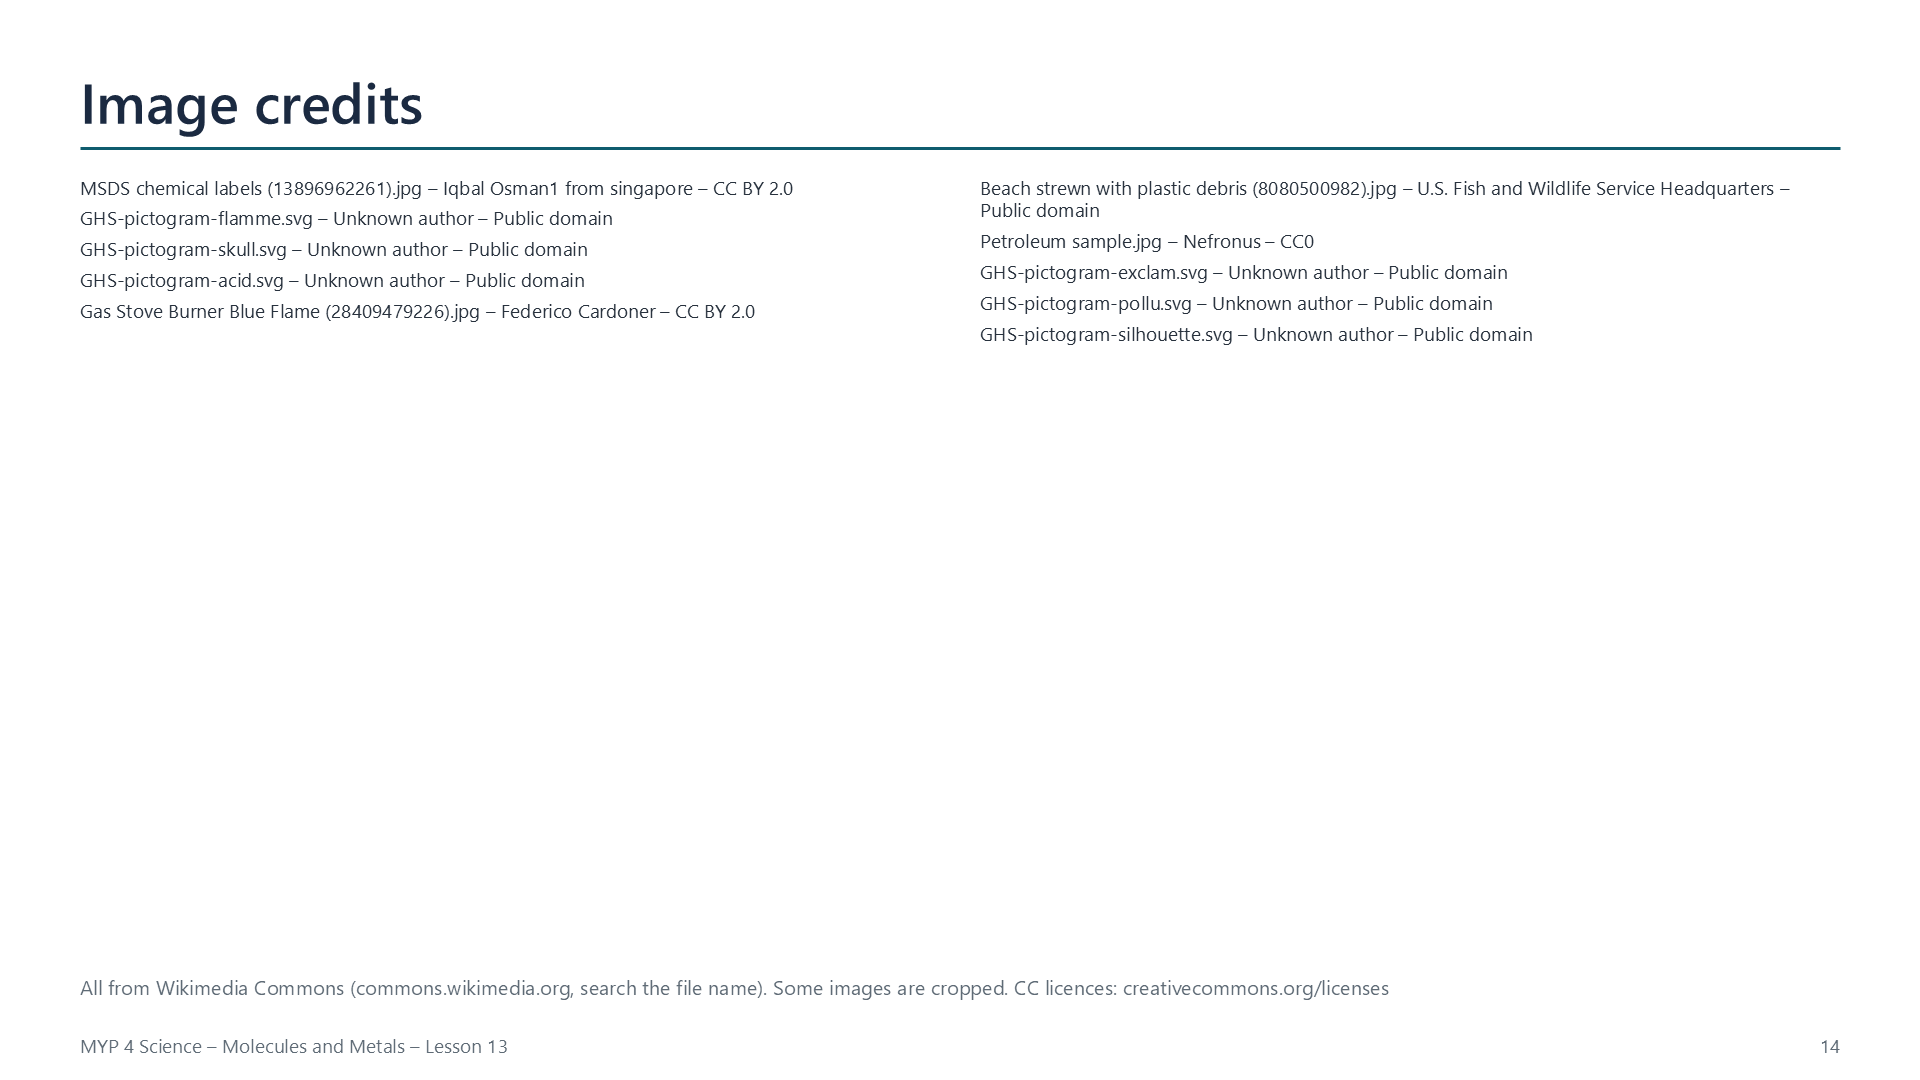 Image credits
MSDS chemical labels (13896962261).jpg – Iqbal Osman1 from singapore – CC BY 2.0
GHS-pictogram-flamme.svg – Unknown author – Public domain
GHS-pictogram-skull.svg – Unknown author – Public domain
GHS-pictogram-acid.svg – Unknown author – Public domain
Gas Stove Burner Blue Flame (28409479226).jpg – Federico Cardoner – CC BY 2.0
Beach strewn with plastic debris (8080500982).jpg – U.S. Fish and Wildlife Service Headquarters –
Public domain
Petroleum sample.jpg – Nefronus – CC0
GHS-pictogram-exclam.svg – Unknown author – Public domain
GHS-pictogram-pollu.svg – Unknown author – Public domain
GHS-pictogram-silhouette.svg – Unknown author – Public domain
All from Wikimedia Commons (commons.wikimedia.org, search the file name). Some images are cropped. CC licences: creativecommons.org/licenses
MYP 4 Science – Molecules and Metals – Lesson 13
14